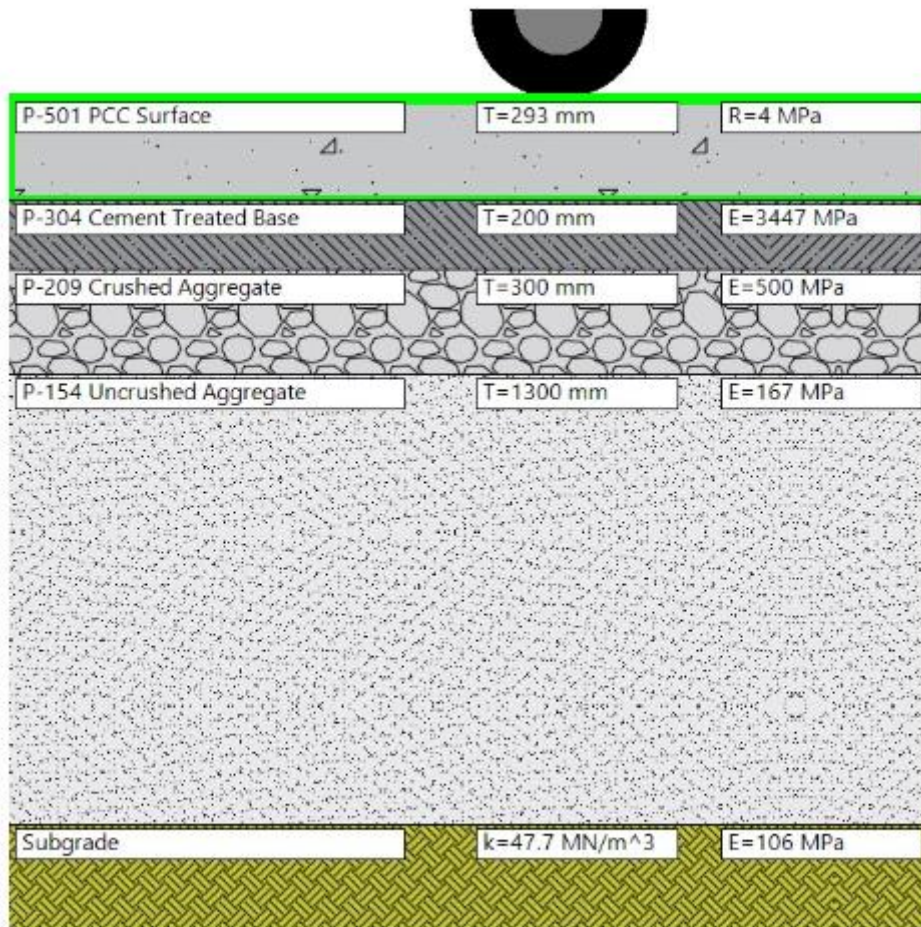 P-501 PCC Surface T=293 mm R=4 MPa
P-304 Cement Treated Base T=200 mm E=3447 MPa
P-209 Crushed Aggregate T=300 mm E=500 MPa
P-154 Uncrushed Aggregate T=1300 mm E=167 MPa
Subgrade k=47.7 MN/m^3 E=106 MPa